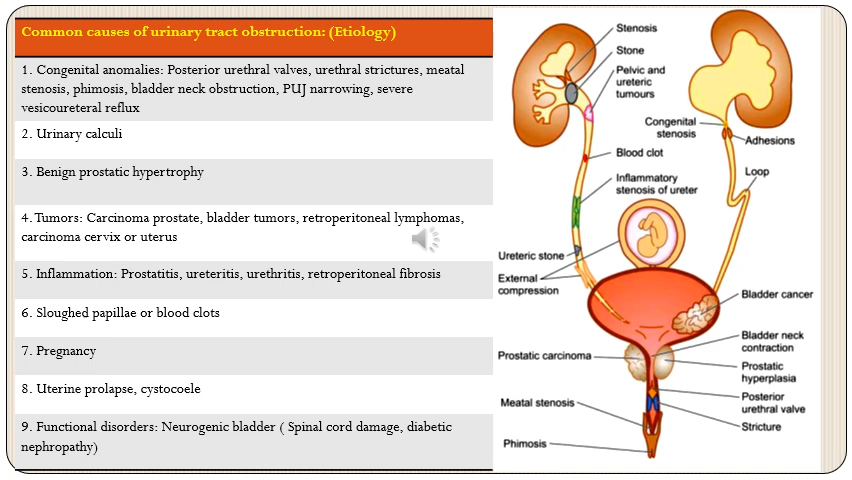 Common causes of urinary tract obstruction: (Etiology)
1. Congenital anomalies: Posterior urethral valves, urethral strictures, meatal
stenosis, phimosis, bladder neck obstruction, PUJ narrowing, severe
vesicoureteral reflux
2. Urinary calculi
3. Benign prostatic hypertrophy
4. Tumors: Carcinoma prostate, bladder tumors, retroperitoneal lymphomas,
carcinoma cervix or uterus
5. Inflammation: Prostatitis, ureteritis, urethritis, retroperitoneal fibrosis
6. Sloughed papillae or blood clots
7. Pregnancy
8. Uterine prolapse, cystocoele
9. Functional disorders: Neurogenic bladder ( Spinal cord damage, diabetic
nephropathy)
Stenosis
Stone
Pelvic and
ureteric
tumours
Congenital
stenosis
Adhesions
Blood clot
Loop
Inflammatory
stenosis of ureter
Ureteric stone
External
compression
Bladder cancer
Bladder neck
contraction
Prostatic carcinoma
Prostatic
hyperplasia
Posterior
urethral valve
Meatal stenosis
Stricture
Phimosis